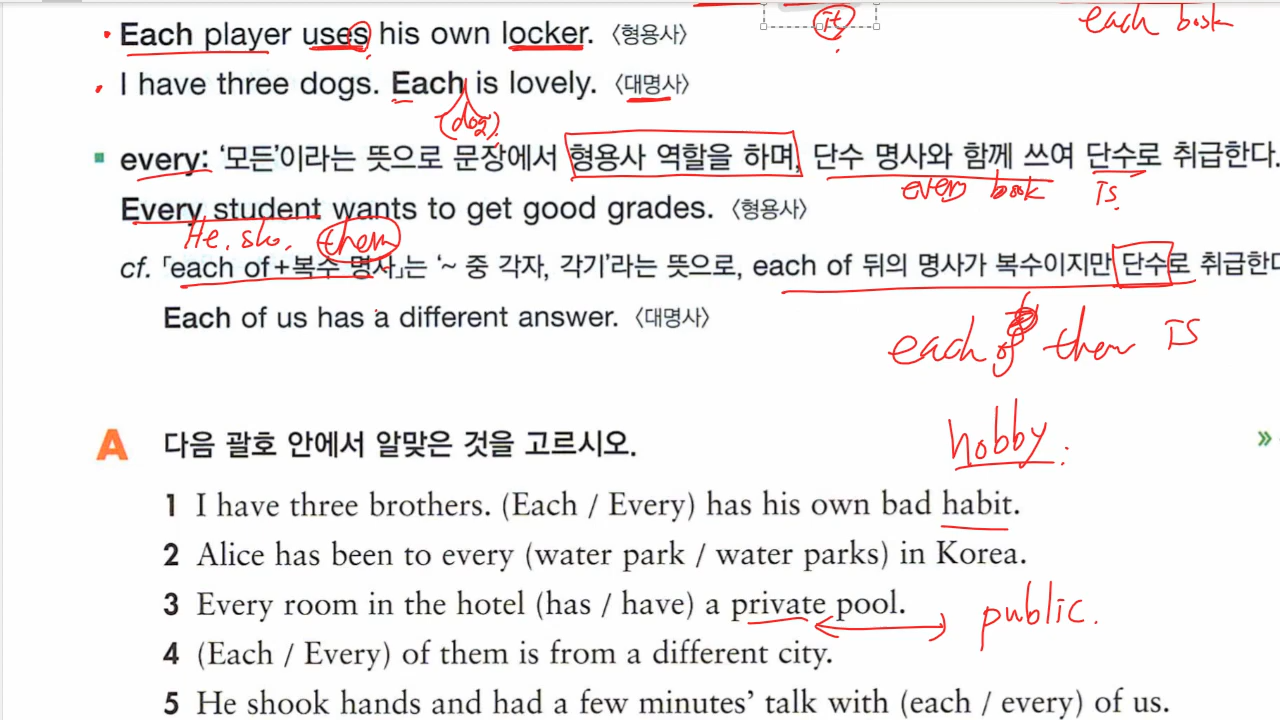 it
each book
• Each player uses his own locker. 〈형용사〉
• I have three dogs. Each is lovely. 〈대명사〉
(dog)
▪ every: ‘모든’이라는 뜻으로 문장에서 형용사 역할을 하며, 단수 명사와 함께 쓰여 단수로 취급한다.
every book is
Every student wants to get good grades. 〈형용사〉
He, she, them
cf. 「each of+복수 명사」는 ‘~ 중 각자, 각기’라는 뜻으로, each of 뒤의 명사가 복수이지만 단수로 취급한
Each of us has a different answer. 〈대명사〉
each of them is
A 다음 괄호 안에서 알맞은 것을 고르시오.
hobby.
1 I have three brothers. (Each / Every) has his own bad habit.
2 Alice has been to every (water park / water parks) in Korea.
3 Every room in the hotel (has / have) a private pool.
public.
4 (Each / Every) of them is from a different city.
5 He shook hands and had a few minutes’ talk with (each / every) of us.